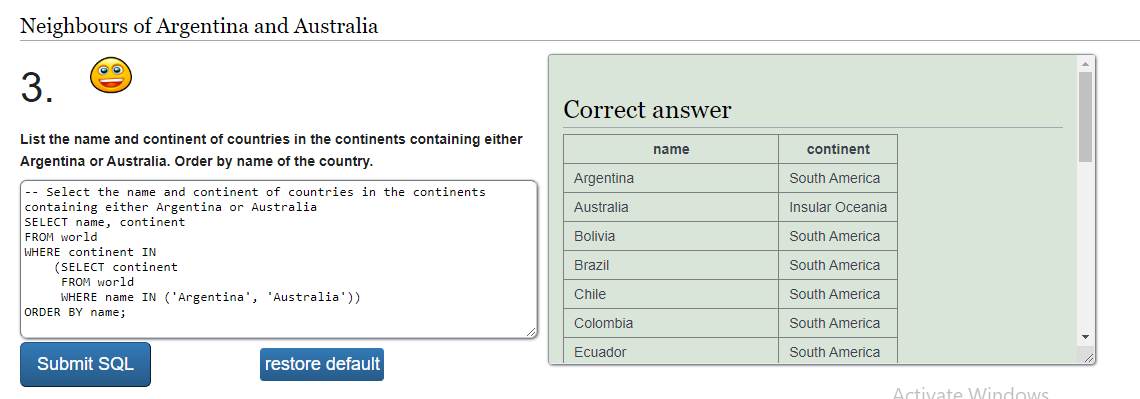 Neighbours of Argentina and Australia
3.
List the name and continent of countries in the continents containing either
Argentina or Australia. Order by name of the country.
-- Select the name and continent of countries in the continents
containing either Argentina or Australia
SELECT name, continent
FROM world
WHERE continent IN
    (SELECT continent
     FROM world
     WHERE name IN ('Argentina', 'Australia'))
ORDER BY name;
Submit SQL
restore default
Correct answer
name continent
Argentina South America
Australia Insular Oceania
Bolivia South America
Brazil South America
Chile South America
Colombia South America
Ecuador South America
Activate Windows